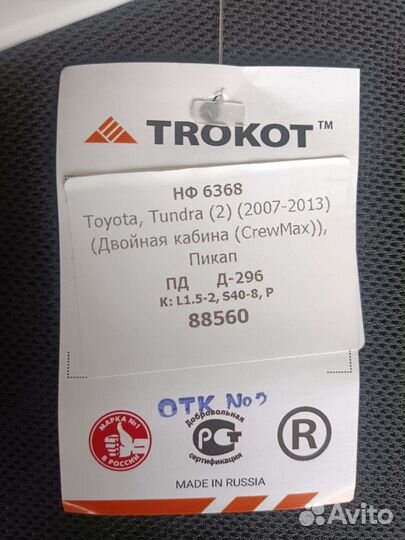 TROKOT™
НФ 6368
Toyota, Tundra (2) (2007-2013)
(Двойная кабина (CrewMax)),
Пикап
ПД Д-296
К: L1.5-2, S40-8, P
88560
ОТК №2
МАРКА №1
В РОССИИ
Добровольная
РСТ
сертификация
®
MADE IN RUSSIA
Avito